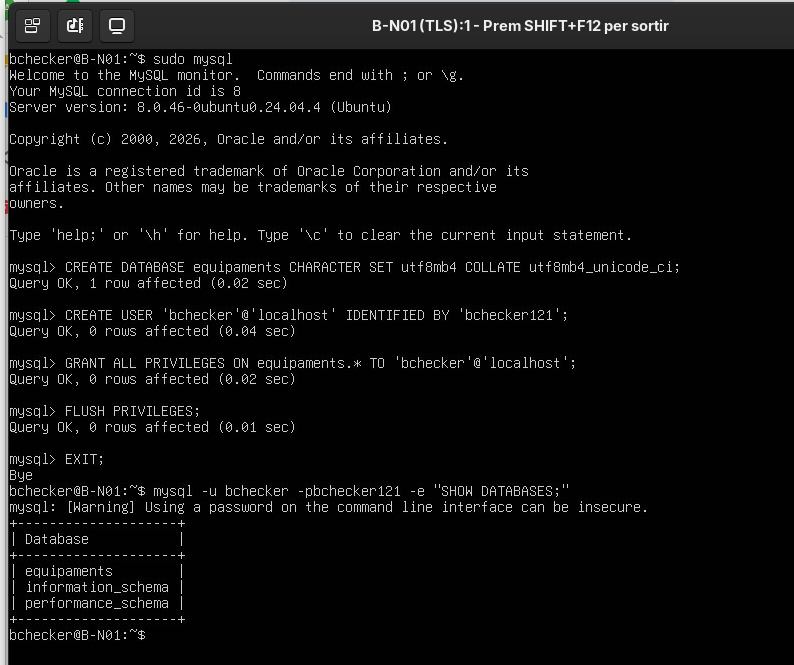 B-N01 (TLS):1 - Prem SHIFT+F12 per sortir
bchecker@B-N01:~$ sudo mysql
Welcome to the MySQL monitor.  Commands end with ; or \g.
Your MySQL connection id is 8
Server version: 8.0.46-0ubuntu0.24.04.4 (Ubuntu)
Copyright (c) 2000, 2026, Oracle and/or its affiliates.
Oracle is a registered trademark of Oracle Corporation and/or its
affiliates. Other names may be trademarks of their respective
owners.
Type 'help;' or '\h' for help. Type '\c' to clear the current input statement.
mysql> CREATE DATABASE equipaments CHARACTER SET utf8mb4 COLLATE utf8mb4_unicode_ci;
Query OK, 1 row affected (0.02 sec)
mysql> CREATE USER 'bchecker'@'localhost' IDENTIFIED BY 'bchecker121';
Query OK, 0 rows affected (0.04 sec)
mysql> GRANT ALL PRIVILEGES ON equipaments.* TO 'bchecker'@'localhost';
Query OK, 0 rows affected (0.02 sec)
mysql> FLUSH PRIVILEGES;
Query OK, 0 rows affected (0.01 sec)
mysql> EXIT;
Bye
bchecker@B-N01:~$ mysql -u bchecker -pbchecker121 -e "SHOW DATABASES;"
mysql: [Warning] Using a password on the command line interface can be insecure.
+--------------------+
| Database           |
+--------------------+
| equipaments        |
| information_schema |
| performance_schema |
+--------------------+
bchecker@B-N01:~$